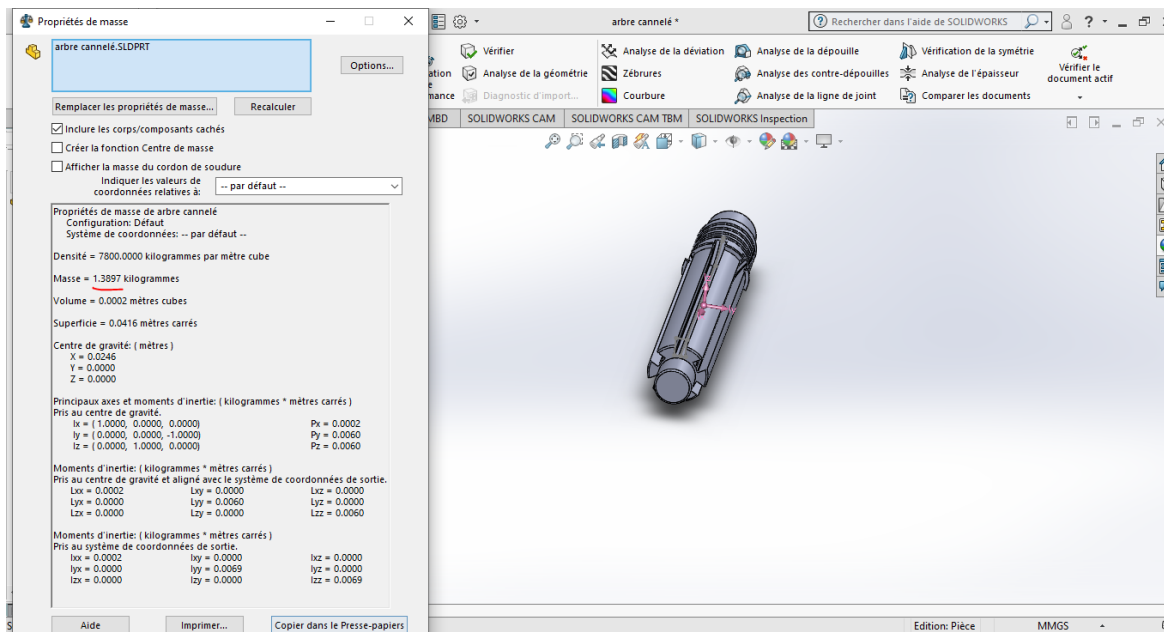 Propriétés de masse
arbre cannelé *
Rechercher dans l'aide de SOLIDWORKS
arbre cannelé.SLDPRT
Options...
Remplacer les propriétés de masse...
Recalculer
Inclure les corps/composants cachés
Créer la fonction Centre de masse
Afficher la masse du cordon de soudure
Indiquer les valeurs de
coordonnées relatives à:
-- par défaut --
Propriétés de masse de arbre cannelé
Configuration: Défaut
Système de coordonnées: -- par défaut --
Densité = 7800.0000 kilogrammes par mètre cube
Masse = 1.3897 kilogrammes
Volume = 0.0002 mètres cubes
Superficie = 0.0416 mètres carrés
Centre de gravité: ( mètres )
X = 0.0246
Y = 0.0000
Z = 0.0000
Principaux axes et moments d'inertie: ( kilogrammes * mètres carrés )
Pris au centre de gravité.
Ix = ( 1.0000, 0.0000, 0.0000) Px = 0.0002
Iy = ( 0.0000, 0.0000, -1.0000) Py = 0.0060
Iz = ( 0.0000, 1.0000, 0.0000) Pz = 0.0060
Moments d'inertie: ( kilogrammes * mètres carrés )
Pris au centre de gravité et aligné avec le système de coordonnées de sortie.
Lxx = 0.0002 Lxy = 0.0000 Lxz = 0.0000
Lyx = 0.0000 Lyy = 0.0060 Lyz = 0.0000
Lzx = 0.0000 Lzy = 0.0000 Lzz = 0.0060
Moments d'inertie: ( kilogrammes * mètres carrés )
Pris au système de coordonnées de sortie.
Ixx = 0.0002 Ixy = 0.0000 Ixz = 0.0000
Iyx = 0.0000 Iyy = 0.0069 Iyz = 0.0000
Izx = 0.0000 Izy = 0.0000 Izz = 0.0069
Aide
Imprimer...
Copier dans le Presse-papiers
Vérifier
Analyse de la déviation
Analyse de la dépouille
Vérification de la symétrie
ation
Analyse de la géométrie
Zébrures
Analyse des contre-dépouilles
Analyse de l'épaisseur
Vérifier le
document actif
mance
Diagnostic d'import...
Courbure
Analyse de la ligne de joint
Comparer les documents
MBD
SOLIDWORKS CAM
SOLIDWORKS CAM TBM
SOLIDWORKS Inspection
Edition: Pièce
MMGS